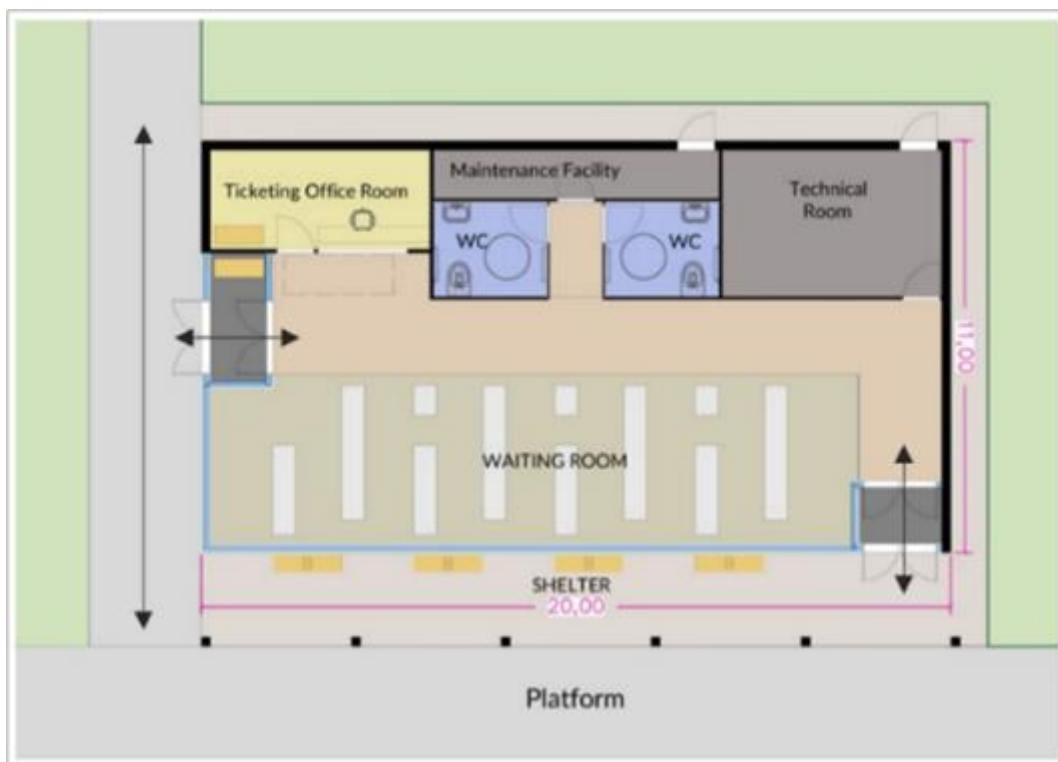 Maintenance Facility
Ticketing Office Room
Technical
Room
WC
WC
11,00
WAITING ROOM
SHELTER
20,00
Platform